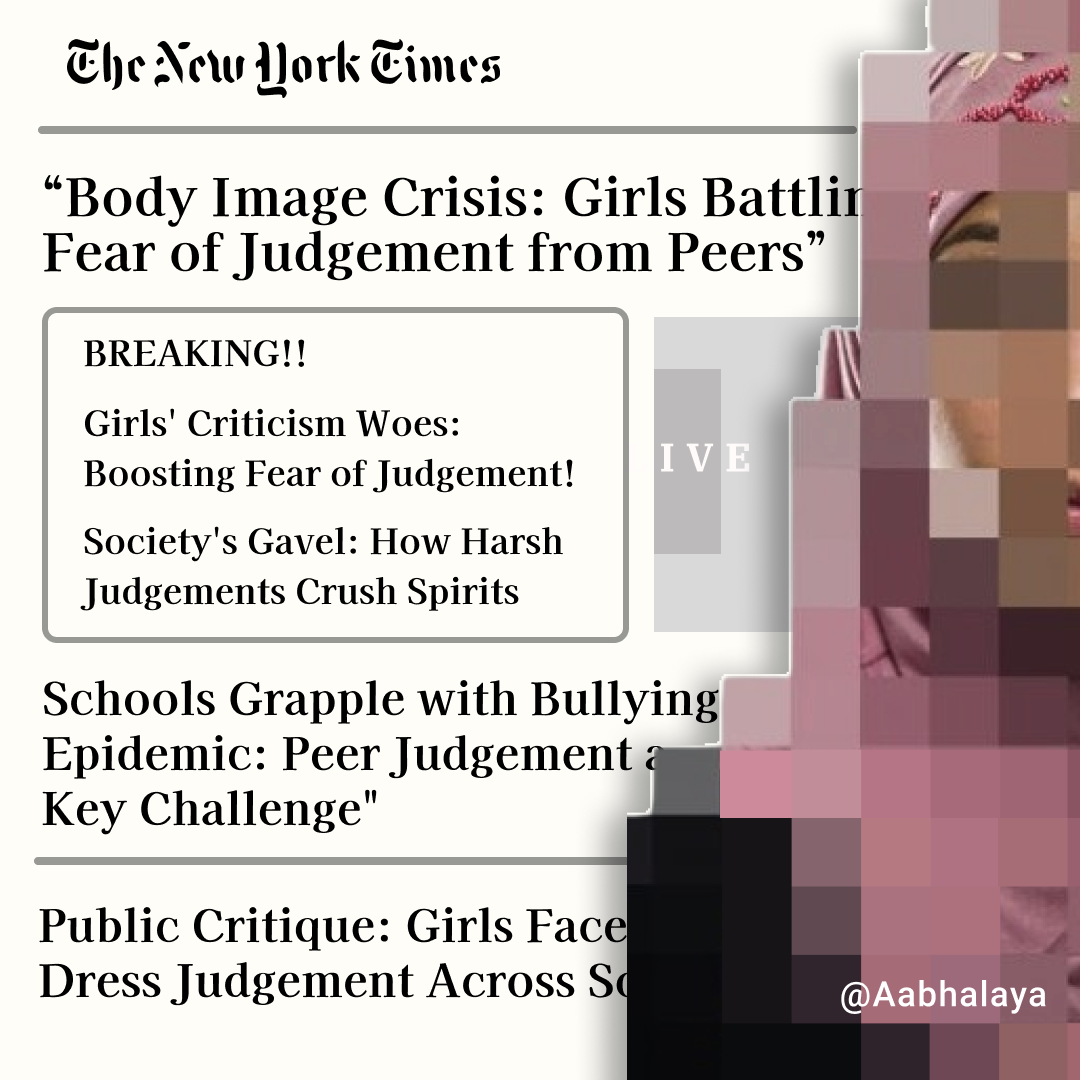 The New York Times
“Body Image Crisis: Girls
Fear of Judgement from Peers”
BREAKING!!
Girls' Criticism Woes:
Boosting Fear of Judgement!
Society's Gavel: How Harsh
Judgements Crush Spirits
IVE
Schools Grapple with Bullying
Epidemic: Peer Judgement
Key Challenge"
Public Critique: Girls Face
Dress Judgement Across
@Aabhalaya